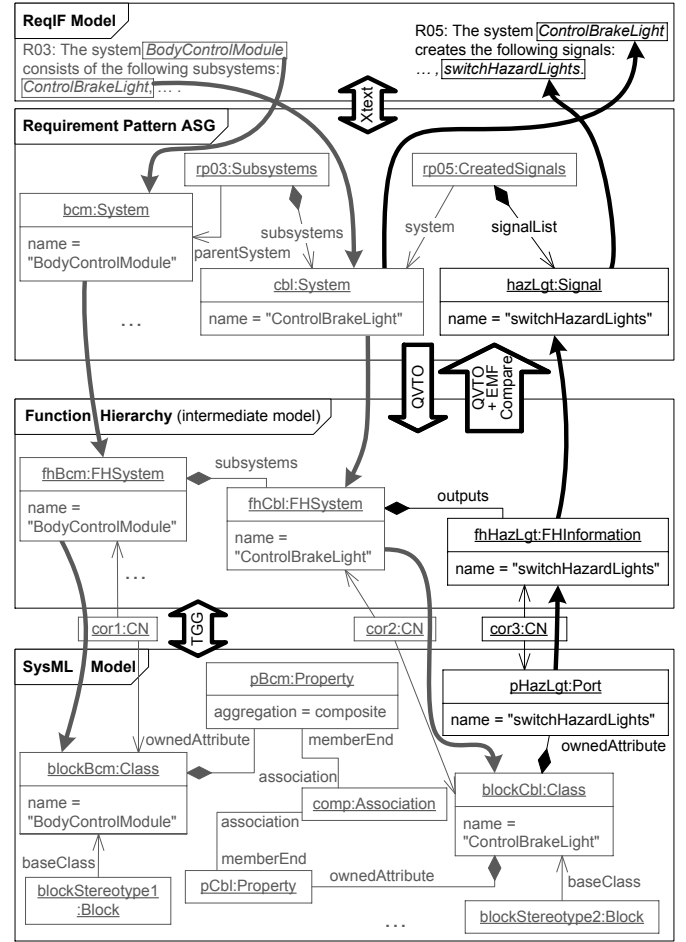 ReqIF Model
R03: The system BodyControlModule
consists of the following subsystems:
ControlBrakeLight, … .
R05: The system ControlBrakeLight
creates the following signals:
… , switchHazardLights.
Xtext
Requirement Pattern ASG
rp03:Subsystems
rp05:CreatedSignals
bcm:System
name =
"BodyControlModule"
parentSystem
subsystems
system
signalList
cbl:System
name = "ControlBrakeLight"
hazLgt:Signal
name = "switchHazardLights"
…
QVTO
QVTO
+ EMF
Compare
Function Hierarchy (intermediate model)
fhBcm:FHSystem
name =
"BodyControlModule"
subsystems
fhCbl:FHSystem
name =
"ControlBrakeLight"
outputs
fhHazLgt:FHInformation
name = "switchHazardLights"
…
cor1:CN
TGG
cor2:CN
cor3:CN
SysML Model
pBcm:Property
aggregation = composite
pHazLgt:Port
name = "switchHazardLights"
ownedAttribute
memberEnd
ownedAttribute
blockBcm:Class
name =
"BodyControlModule"
association
comp:Association
blockCbl:Class
name =
"ControlBrakeLight"
association
memberEnd
baseClass
blockStereotype1
:Block
pCbl:Property
ownedAttribute
baseClass
blockStereotype2:Block
…